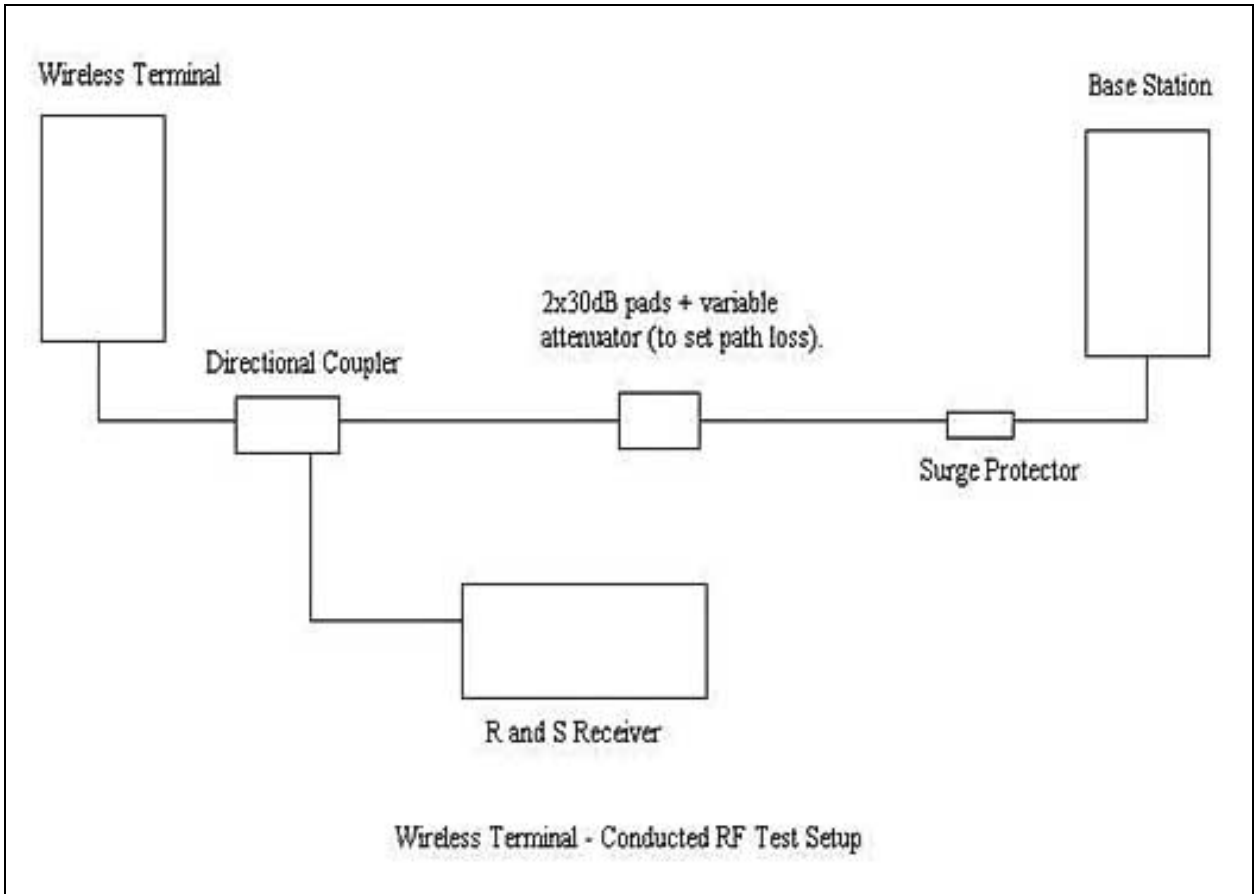 Wireless Terminal
Base Station
2x30dB pads + variable
attenuator (to set path loss).
Directional Coupler
Surge Protector
R and S Receiver
Wireless Terminal - Conducted RF Test Setup